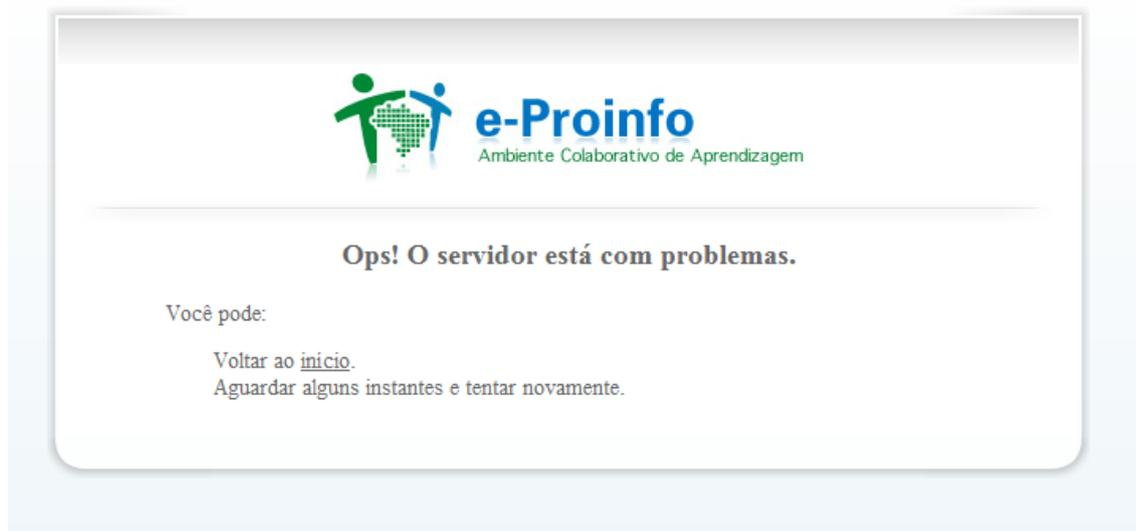 e-Proinfo
Ambiente Colaborativo de Aprendizagem
Ops! O servidor está com problemas.
Você pode:
Voltar ao início.
Aguardar alguns instantes e tentar novamente.